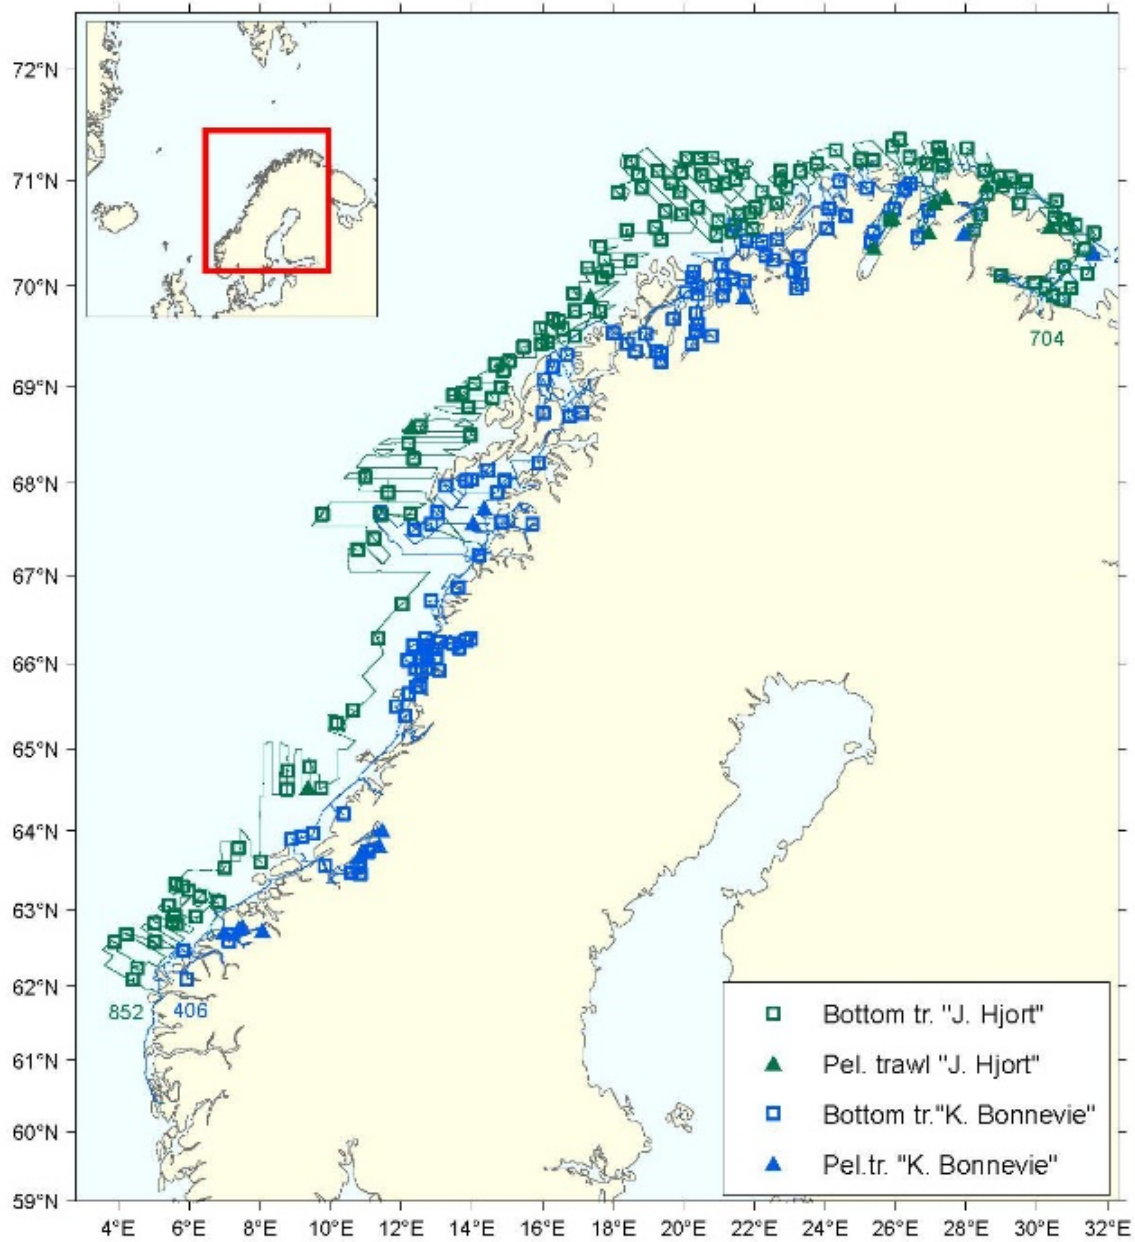 72°N
71°N
70°N
69°N
68°N
67°N
66°N
65°N
64°N
63°N
62°N
61°N
60°N
59°N
704
852
406
Bottom tr. "J. Hjort"
Pel. trawl "J. Hjort"
Bottom tr."K. Bonnevie"
Pel.tr. "K. Bonnevie"
4°E 6°E 8°E 10°E 12°E 14°E 16°E 18°E 20°E 22°E 24°E 26°E 28°E 30°E 32°E